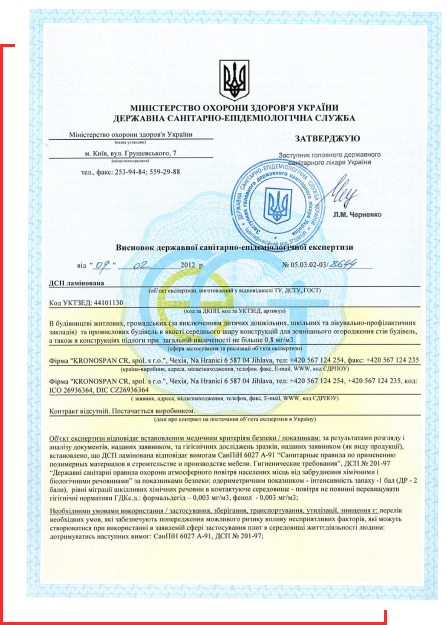 МІНІСТЕРСТВО ОХОРОНИ ЗДОРОВ'Я УКРАЇНИ
ДЕРЖАВНА САНІТАРНО-ЕПІДЕМІОЛОГІЧНА СЛУЖБА
Міністерство охорони здоров'я України
(назва установи)
м. Київ, вул. Грушевського, 7
(місцезнаходження)
тел., факс: 253-94-84; 559-29-88
ЗАТВЕРДЖУЮ
Заступник головного державного
санітарного лікаря України
Л.М. Черненко
Висновок державної санітарно-епідеміологічної експертизи
від "09" 02 2012 р. № 05.03.02-03/
ДСП ламінована
(об'єкт експертизи, виготовлений у відповідності ТУ, ДСТУ, ГОСТ)
Код УКТЗЕД: 44101130
(код за ДКПП, код за УКТЗЕД, артикул)
В будівництві житлових, громадських (за виключенням дитячих дошкільних, шкільних та лікувально-профілактичних
закладів) та промислових будівель в якості середнього шару конструкцій для зовнішнього огородження стін будівель,
а також в конструкціях підлоги при загальній насиченості не більше 0,8 мг/м3.
(сфера застосування та реалізації об'єкта експертизи)
Фірма "KRONOSPAN CR, spol. s r.o.", Чехія, Na Hranici 6 587 04 Jihlava, тел: +420 567 124 254, факс: +420 567 124 235
(країна-виробник, адреса, місцезнаходження, телефон, факс, E-mail, WWW, код ЄДРПОУ)
Фірма "KRONOSPAN CR, spol. s r.o.", Чехія, Na Hranici 6 587 04 Jihlava, тел: +420 567 124 254, +420 567 124 235, код:
ICO 26936364, DIC CZ26936364
( заявник, адреса, місцезнаходження, телефон, факс, E-mail, WWW, код ЄДРПОУ)
Контракт відсутній. Постачається виробником.
(дані про контракт на постачання об'єкта експертизи в Україну)
Об'єкт експертизи відповідає встановленим медичним критеріям безпеки / показникам: за результатами розгляду і
аналізу документів, наданих заявником, та гігієнічних досліджень зразків, наданих заявником (як виду продукції),
встановлено, що ДСП ламінована відповідає вимогам СанПіН 6027 А-91 "Санитарные правила по применению
полимерных материалов в строительстве и производстве мебели. Гигиенические требования", ДСП № 201-97
"Державні санітарні правила охорони атмосферного повітря населених місць від забруднення хімічними і
біологічними речовинами" за показниками безпеки: одориметричним показником - інтенсивність запаху -1 бал (ДР - 2
бали), рівні міграції шкідливих хімічних речовин в контактуюче середовище - повітря не повинні перевищувати
гігієнічні нормативи ГДКс.д.: формальдегід – 0,003 мг/м3, фенол - 0,003 мг/м3;
Необхідними умовами використання / застосування, зберігання, транспортування, утилізації, знищення є: перелік
необхідних умов, які забезпечують попередження можливого ризику впливу несприятливих факторів, які можуть
створюватися при використанні в заявленій сфері застосування плит в середовищі життєдіяльності людини:
дотримуватись наступних вимог: СанПіН 6027 А-91, ДСП № 201-97;